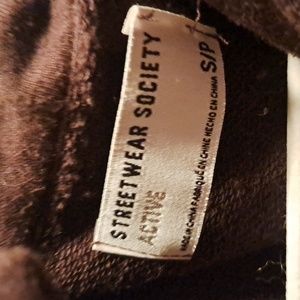 STREETWEAR SOCIETY
ACTIVE
S/P
MADE IN CHINA FABRIQUÉ EN CHINE HECHO EN CHINA